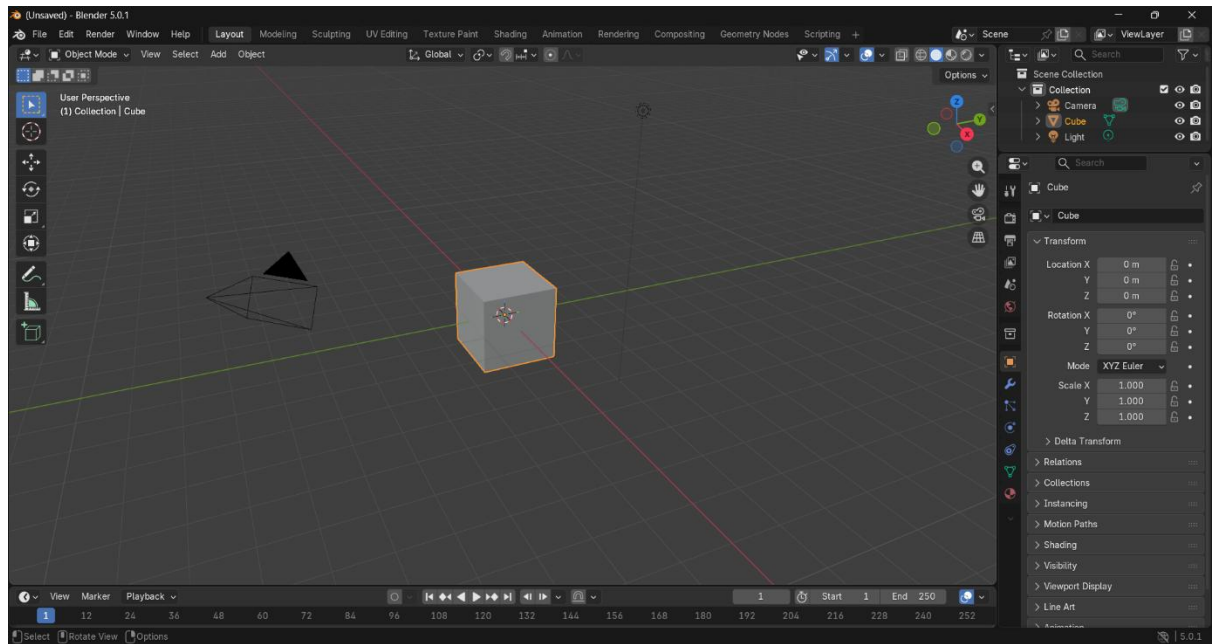 (Unsaved) - Blender 5.0.1
File Edit Render Window Help Layout Modeling Sculpting UV Editing Texture Paint Shading Animation Rendering Compositing Geometry Nodes Scripting + Scene ViewLayer
Object Mode View Select Add Object Global Search
Options
User Perspective
(1) Collection | Cube
Z
Y
X
Scene Collection
Collection
Camera
Cube
Light
Search
Cube
Cube
Transform
Location X 0 m
Y 0 m
Z 0 m
Rotation X 0°
Y 0°
Z 0°
Mode XYZ Euler
Scale X 1.000
Y 1.000
Z 1.000
Delta Transform
Relations
Collections
Instancing
Motion Paths
Shading
Visibility
Viewport Display
Line Art
Animation
View Marker Playback 1 Start 1 End 250
1 12 24 36 48 60 72 84 96 108 120 132 144 156 168 180 192 204 216 228 240 252
Select Rotate View Options 5.0.1